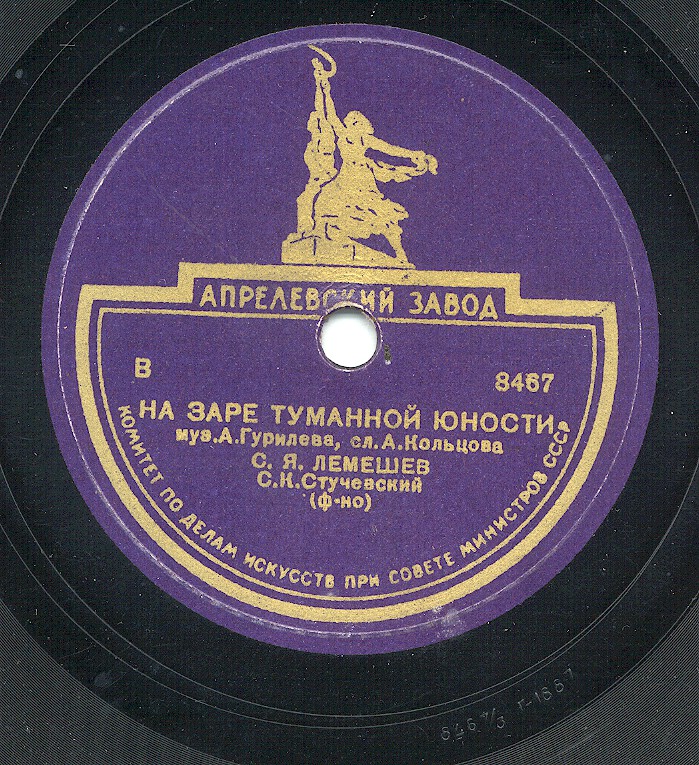 АПРЕЛЕВСКИЙ ЗАВОД
В 8467
НА ЗАРЕ ТУМАННОЙ ЮНОСТИ
муз.А.Гурилева, сл.А.Кольцова
С. Я. ЛЕМЕШЕВ
С.К.Стучевский
(ф-но)
КОМИТЕТ ПО ДЕЛАМ ИСКУССТВ ПРИ СОВЕТЕ МИНИСТРОВ СССР